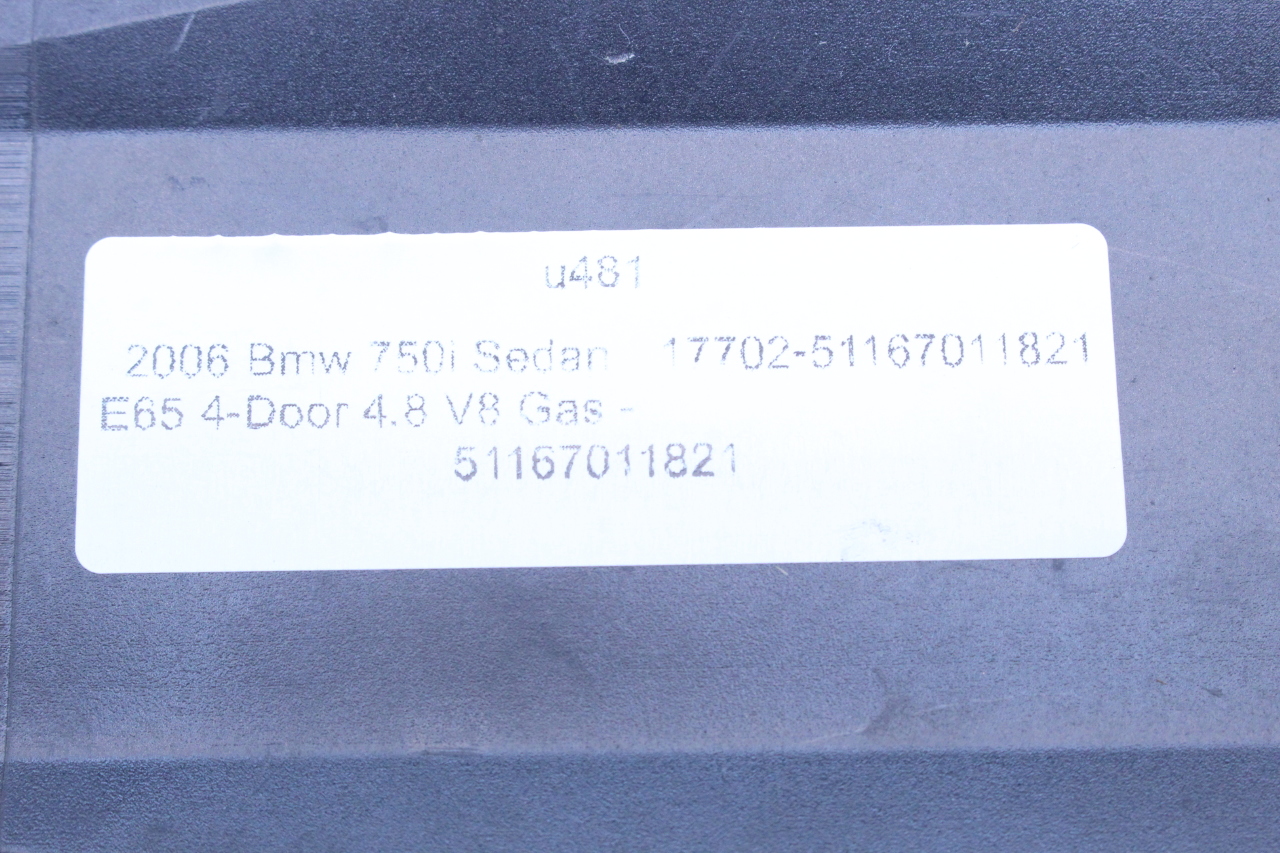 u481
2006 Bmw 750i Sedan 17702-51167011821
E65 4-Door 4.8 V8 Gas -
51167011821